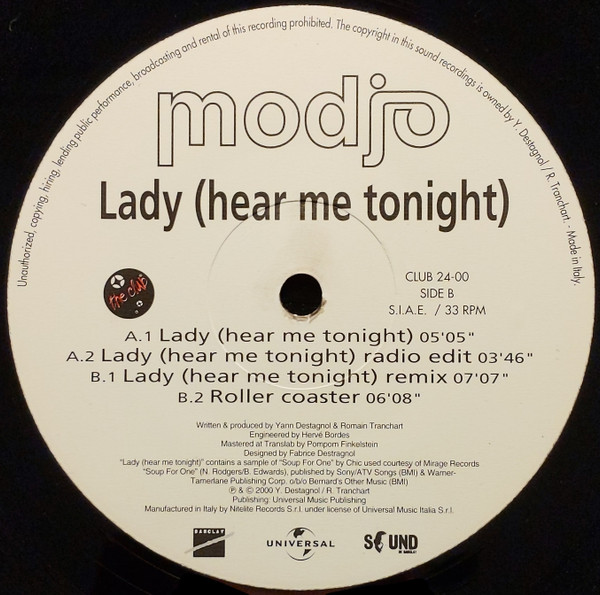 Unauthorized, copying, hiring, lending public performance, broadcasting and rental of this recording prohibited. The copyright in this sound recordings is owned by Y. Destagnol / R. Tranchart. - Made in Italy.
modjo
Lady (hear me tonight)
the club
CLUB 24-00
SIDE B
S.I.A.E. / 33 RPM
A.1 Lady (hear me tonight) 05'05"
A.2 Lady (hear me tonight) radio edit 03'46"
B.1 Lady (hear me tonight) remix 07'07"
B.2 Roller coaster 06'08"
Written & produced by Yann Destagnol & Romain Tranchart
Engineered by Hervé Bordes
Mastered at Translab by Pompom Finkelstein
Designed by Fabrice Destragnol
"Lady (hear me tonight)" contains a sample of "Soup For One" by Chic used courtesy of Mirage Records
"Soup For One" (N. Rodgers/B. Edwards), published by Sony/ATV Songs (BMI) & Warner-
Tamerlane Publishing Corp. o/b/o Bernard's Other Music (BMI)
℗ & © 2000 Y. Destagnol / R. Tranchart
Publishing: Universal Music Publishing
Manufactured in Italy by Nitelite Records S.r.l. under license of Universal Music Italia S.r.l.
BARCLAY
UNIVERSAL
SOUND